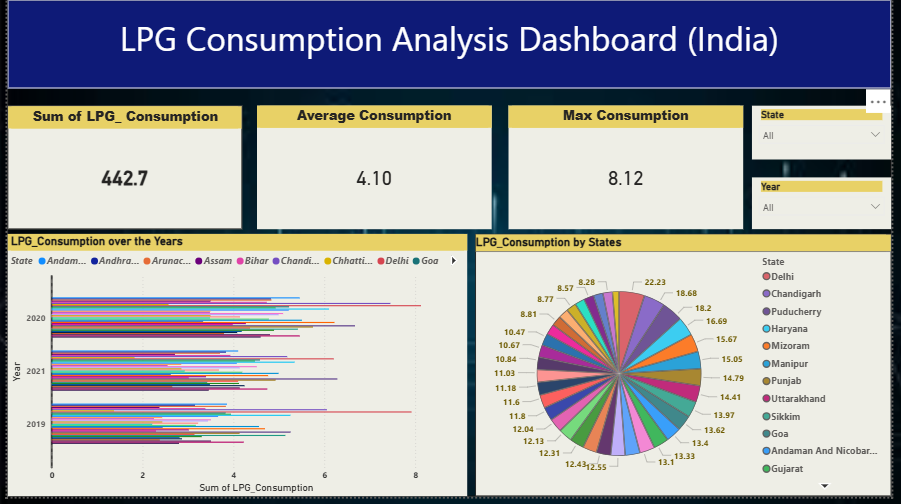 LPG Consumption Analysis Dashboard (India)
Sum of LPG_ Consumption
442.7
Average Consumption
4.10
Max Consumption
8.12
State
All
Year
All
LPG_Consumption over the Years
State Andam... Andhra... Arunac... Assam Bihar Chandi... Chhatti... Delhi Goa
2020
2021
2019
Year
0 2 4 6 8
Sum of LPG_Consumption
LPG_Consumption by States
22.23
18.68
18.2
16.69
15.67
15.05
14.79
14.41
13.97
13.62
13.4
13.33
13.1
12.55
12.43
12.31
12.13
12.04
11.8
11.6
11.18
11.03
10.84
10.67
10.47
8.81
8.77
8.57
8.28
State
Delhi
Chandigarh
Puducherry
Haryana
Mizoram
Manipur
Punjab
Uttarakhand
Sikkim
Goa
Andaman And Nicobar...
Gujarat